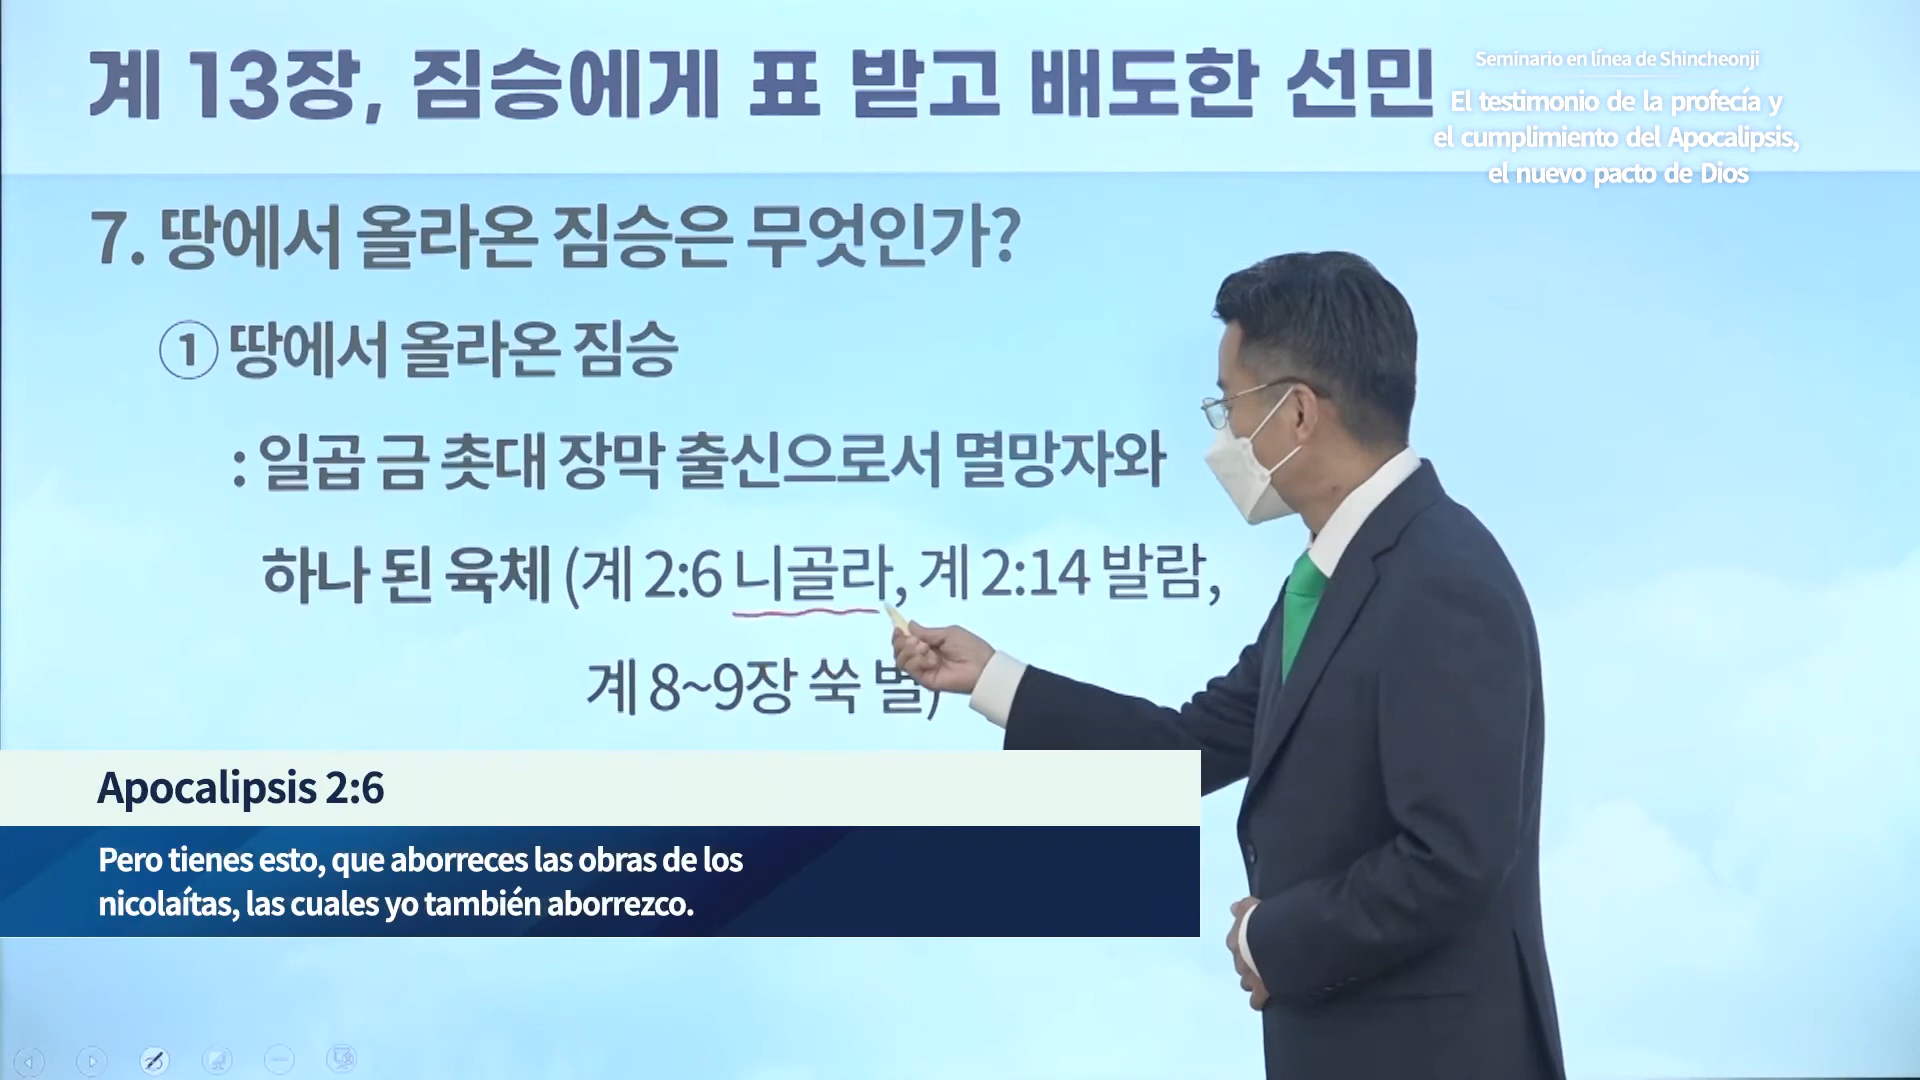 계 13장, 짐승에게 표 받고 배도한 선민
Seminario en línea de Shincheonji
El testimonio de la profecía y
el cumplimiento del Apocalipsis,
el nuevo pacto de Dios
7. 땅에서 올라온 짐승은 무엇인가?
① 땅에서 올라온 짐승
: 일곱 금 촛대 장막 출신으로서 멸망자와
하나 된 육체 (계 2:6 니골라, 계 2:14 발람,
계 8~9장 쑥 별)
Apocalipsis 2:6
Pero tienes esto, que aborreces las obras de los
nicolaítas, las cuales yo también aborrezco.